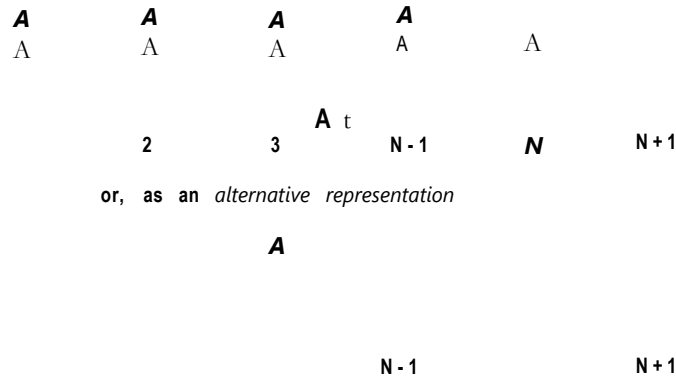 A A A A
A A A A A
A t
2 3 N - 1 N N + 1
or, as an alternative representation
A
N - 1 N + 1